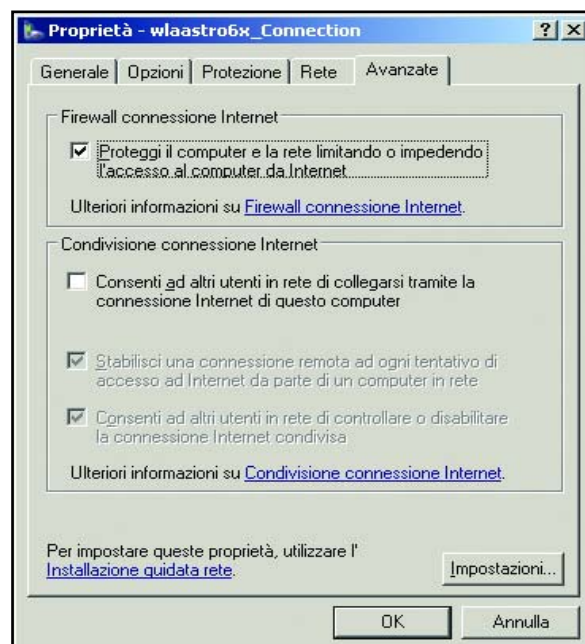 Proprietà - wlaastro6x_Connection
Generale
Opzioni
Protezione
Rete
Avanzate
Firewall connessione Internet
Proteggi il computer e la rete limitando o impedendo
l'accesso al computer da Internet
Ulteriori informazioni su Firewall connessione Internet.
Condivisione connessione Internet
Consenti ad altri utenti in rete di collegarsi tramite la
connessione Internet di questo computer
Stabilisci una connessione remota ad ogni tentativo di
accesso ad Internet da parte di un computer in rete
Consenti ad altri utenti in rete di controllare o disabilitare
la connessione Internet condivisa
Ulteriori informazioni su Condivisione connessione Internet.
Per impostare queste proprietà, utilizzare l'
Installazione guidata rete.
Impostazioni...
OK
Annulla